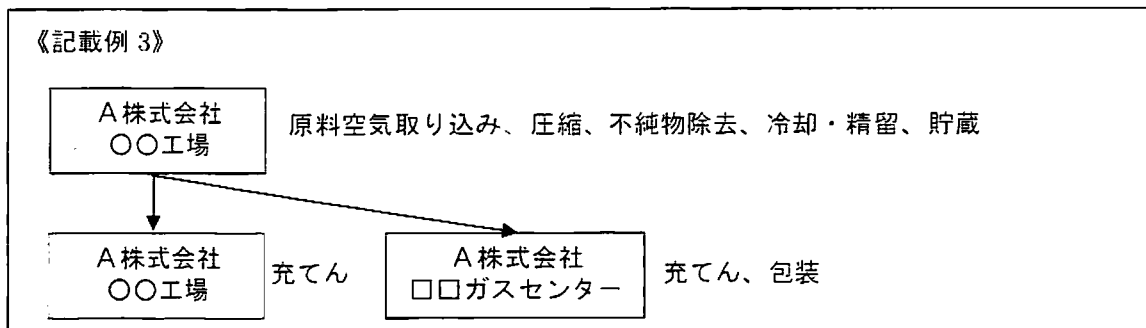 《記載例 3》
A株式会社
○○工場
原料空気取り込み、圧縮、不純物除去、冷却・精留、貯蔵
A株式会社
○○工場
充てん
A株式会社
□□ガスセンター
充てん、包装